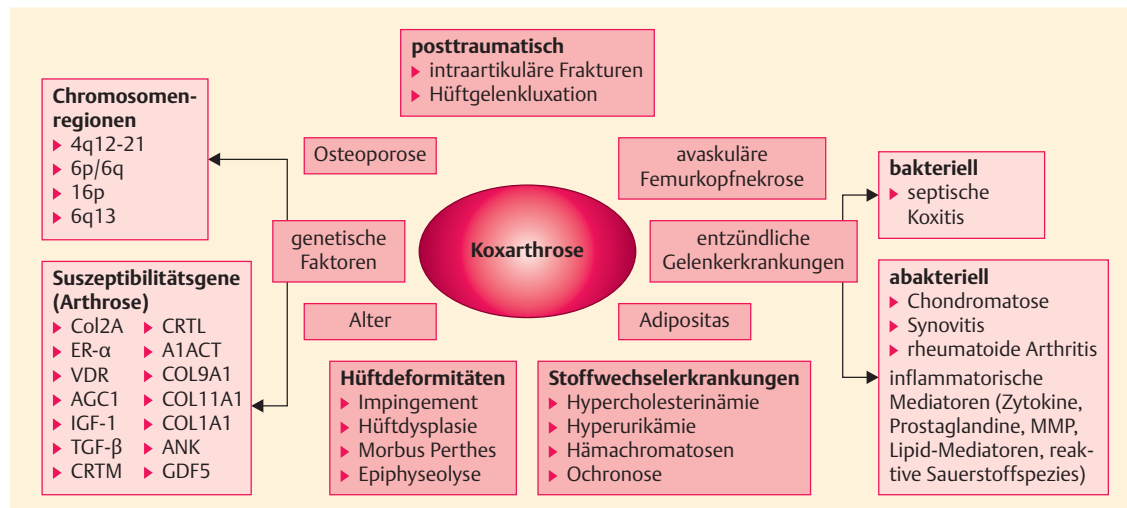 posttraumatisch
▶ intraartikuläre Frakturen
▶ Hüftgelenkluxation
Chromosomen-
regionen
▶ 4q12-21
▶ 6p/6q
▶ 16p
▶ 6q13
Osteoporose
avaskuläre
Femurkopfnekrose
bakteriell
▶ septische
Koxitis
genetische
Faktoren
Koxarthrose
entzündliche
Gelenkerkrankungen
Suszeptibilitätsgene
(Arthrose)
▶ Col2A ▶ CRTL
▶ ER-α ▶ A1ACT
▶ VDR ▶ COL9A1
▶ AGC1 ▶ COL11A1
▶ IGF-1 ▶ COL1A1
▶ TGF-β ▶ ANK
▶ CRTM ▶ GDF5
Alter
Adipositas
abakteriell
▶ Chondromatose
▶ Synovitis
▶ rheumatoide Arthritis
inflammatorische
Mediatoren (Zytokine,
Prostaglandine, MMP,
Lipid-Mediatoren, reak-
tive Sauerstoffspezies)
Hüftdeformitäten
▶ Impingement
▶ Hüftdysplasie
▶ Morbus Perthes
▶ Epiphyseolyse
Stoffwechselerkrankungen
▶ Hypercholesterinämie
▶ Hyperurikämie
▶ Hämachromatosen
▶ Ochronose